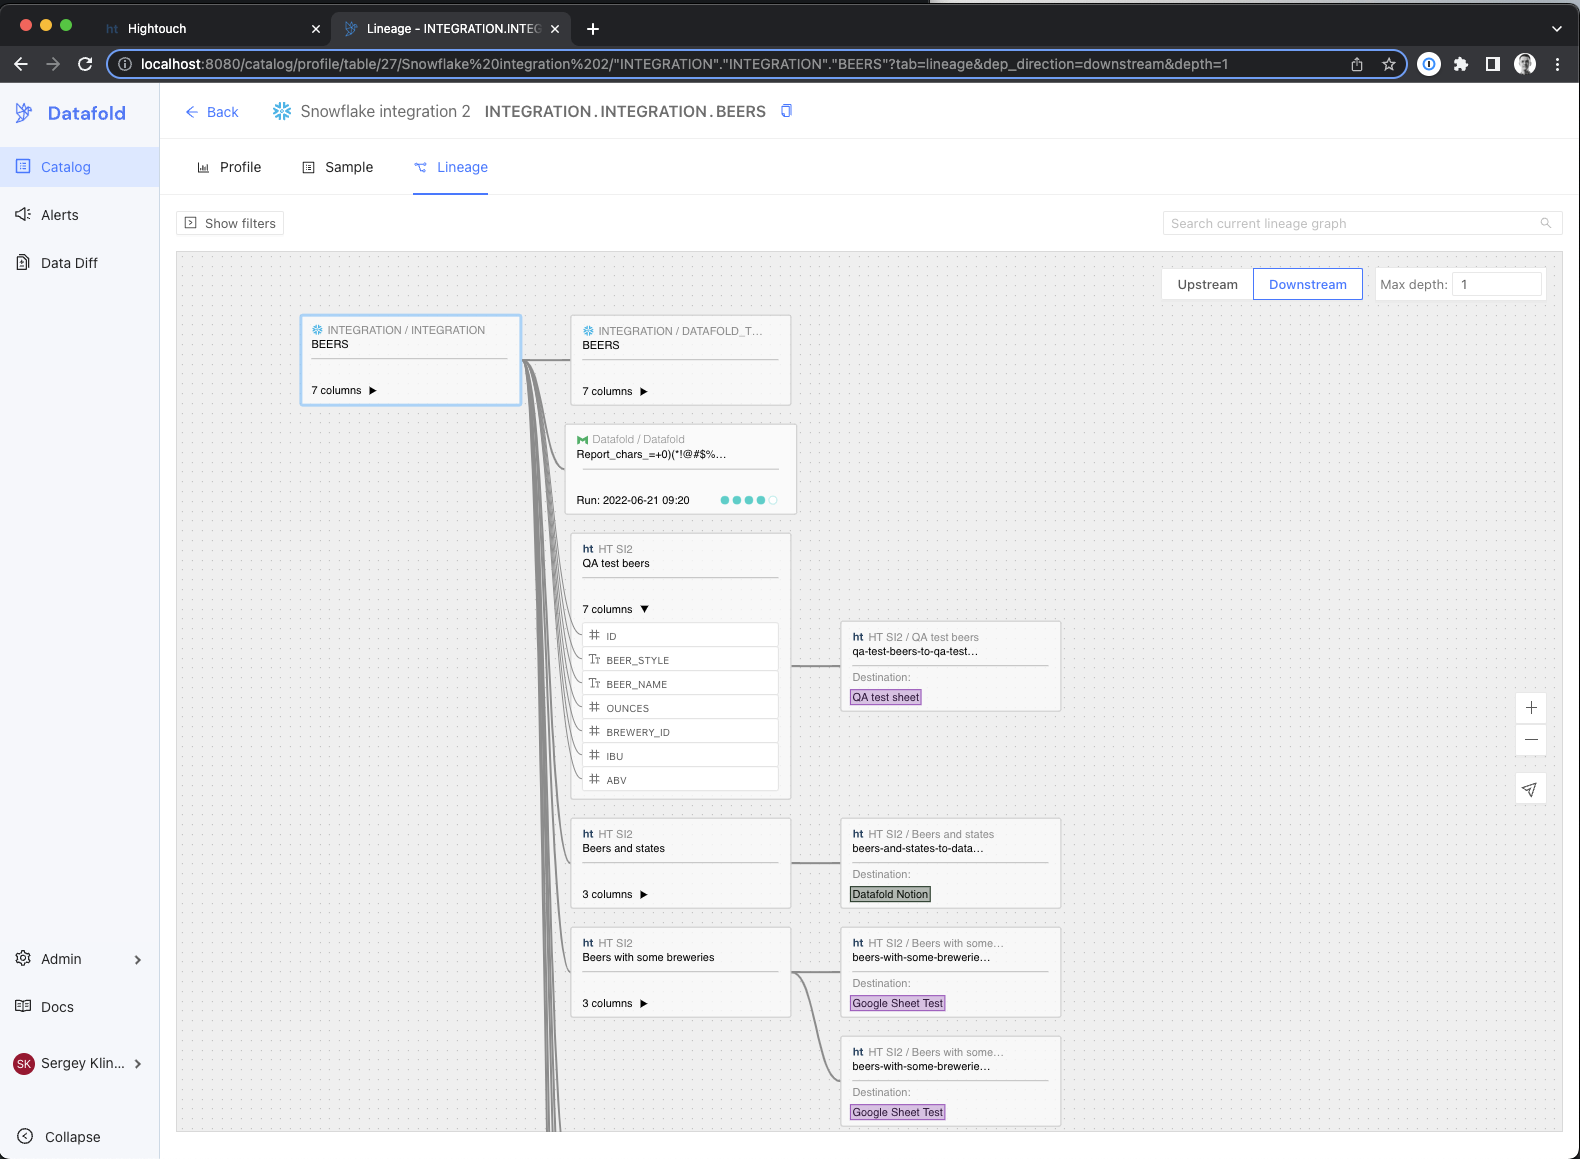 ht Hightouch
Lineage - INTEGRATION.INTEG
localhost:8080/catalog/profile/table/27/Snowflake%20integration%202/"INTEGRATION"."INTEGRATION"."BEERS"?tab=lineage&dep_direction=downstream&depth=1
Datafold
Back
Snowflake integration 2 INTEGRATION.INTEGRATION.BEERS
Catalog
Alerts
Data Diff
Profile
Sample
Lineage
Show filters
Search current lineage graph
Upstream
Downstream
Max depth: 1
INTEGRATION / INTEGRATION
BEERS
7 columns
INTEGRATION / DATAFOLD_T...
BEERS
7 columns
Datafold / Datafold
Report_chars_=+0)(*!@#$%...
Run: 2022-06-21 09:20
ht HT SI2
QA test beers
7 columns
ID
BEER_STYLE
BEER_NAME
OUNCES
BREWERY_ID
IBU
ABV
ht HT SI2 / QA test beers
qa-test-beers-to-qa-test...
Destination:
QA test sheet
ht HT SI2
Beers and states
3 columns
ht HT SI2 / Beers and states
beers-and-states-to-data...
Destination:
Datafold Notion
ht HT SI2
Beers with some breweries
3 columns
ht HT SI2 / Beers with some...
beers-with-some-brewerie...
Destination:
Google Sheet Test
ht HT SI2 / Beers with some...
beers-with-some-brewerie...
Destination:
Google Sheet Test
Admin
Docs
SK Sergey Klin...
Collapse